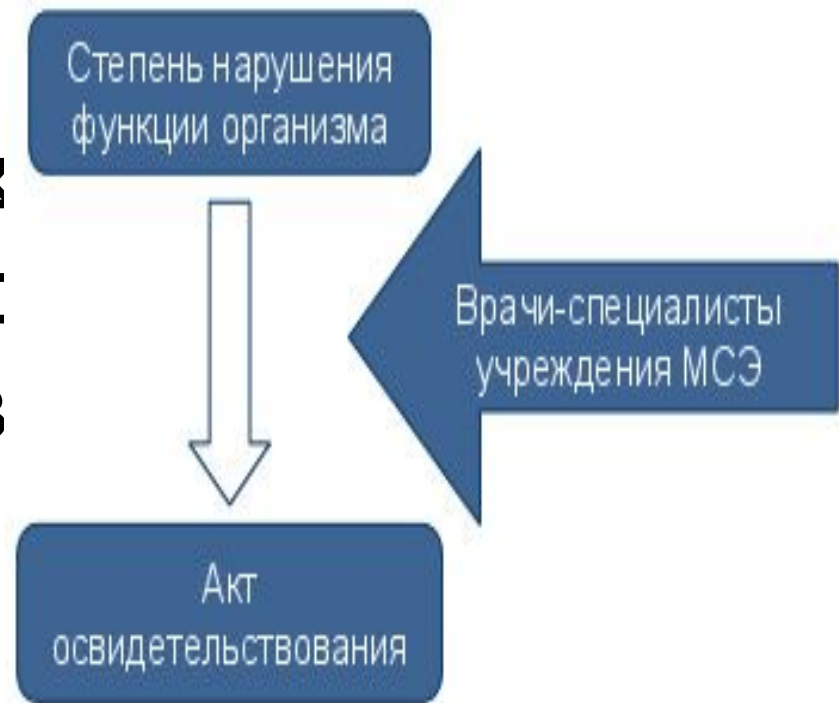 Степень нарушения
функции организма
Врачи-специалисты
учреждения МСЭ
Акт
освидетельствования